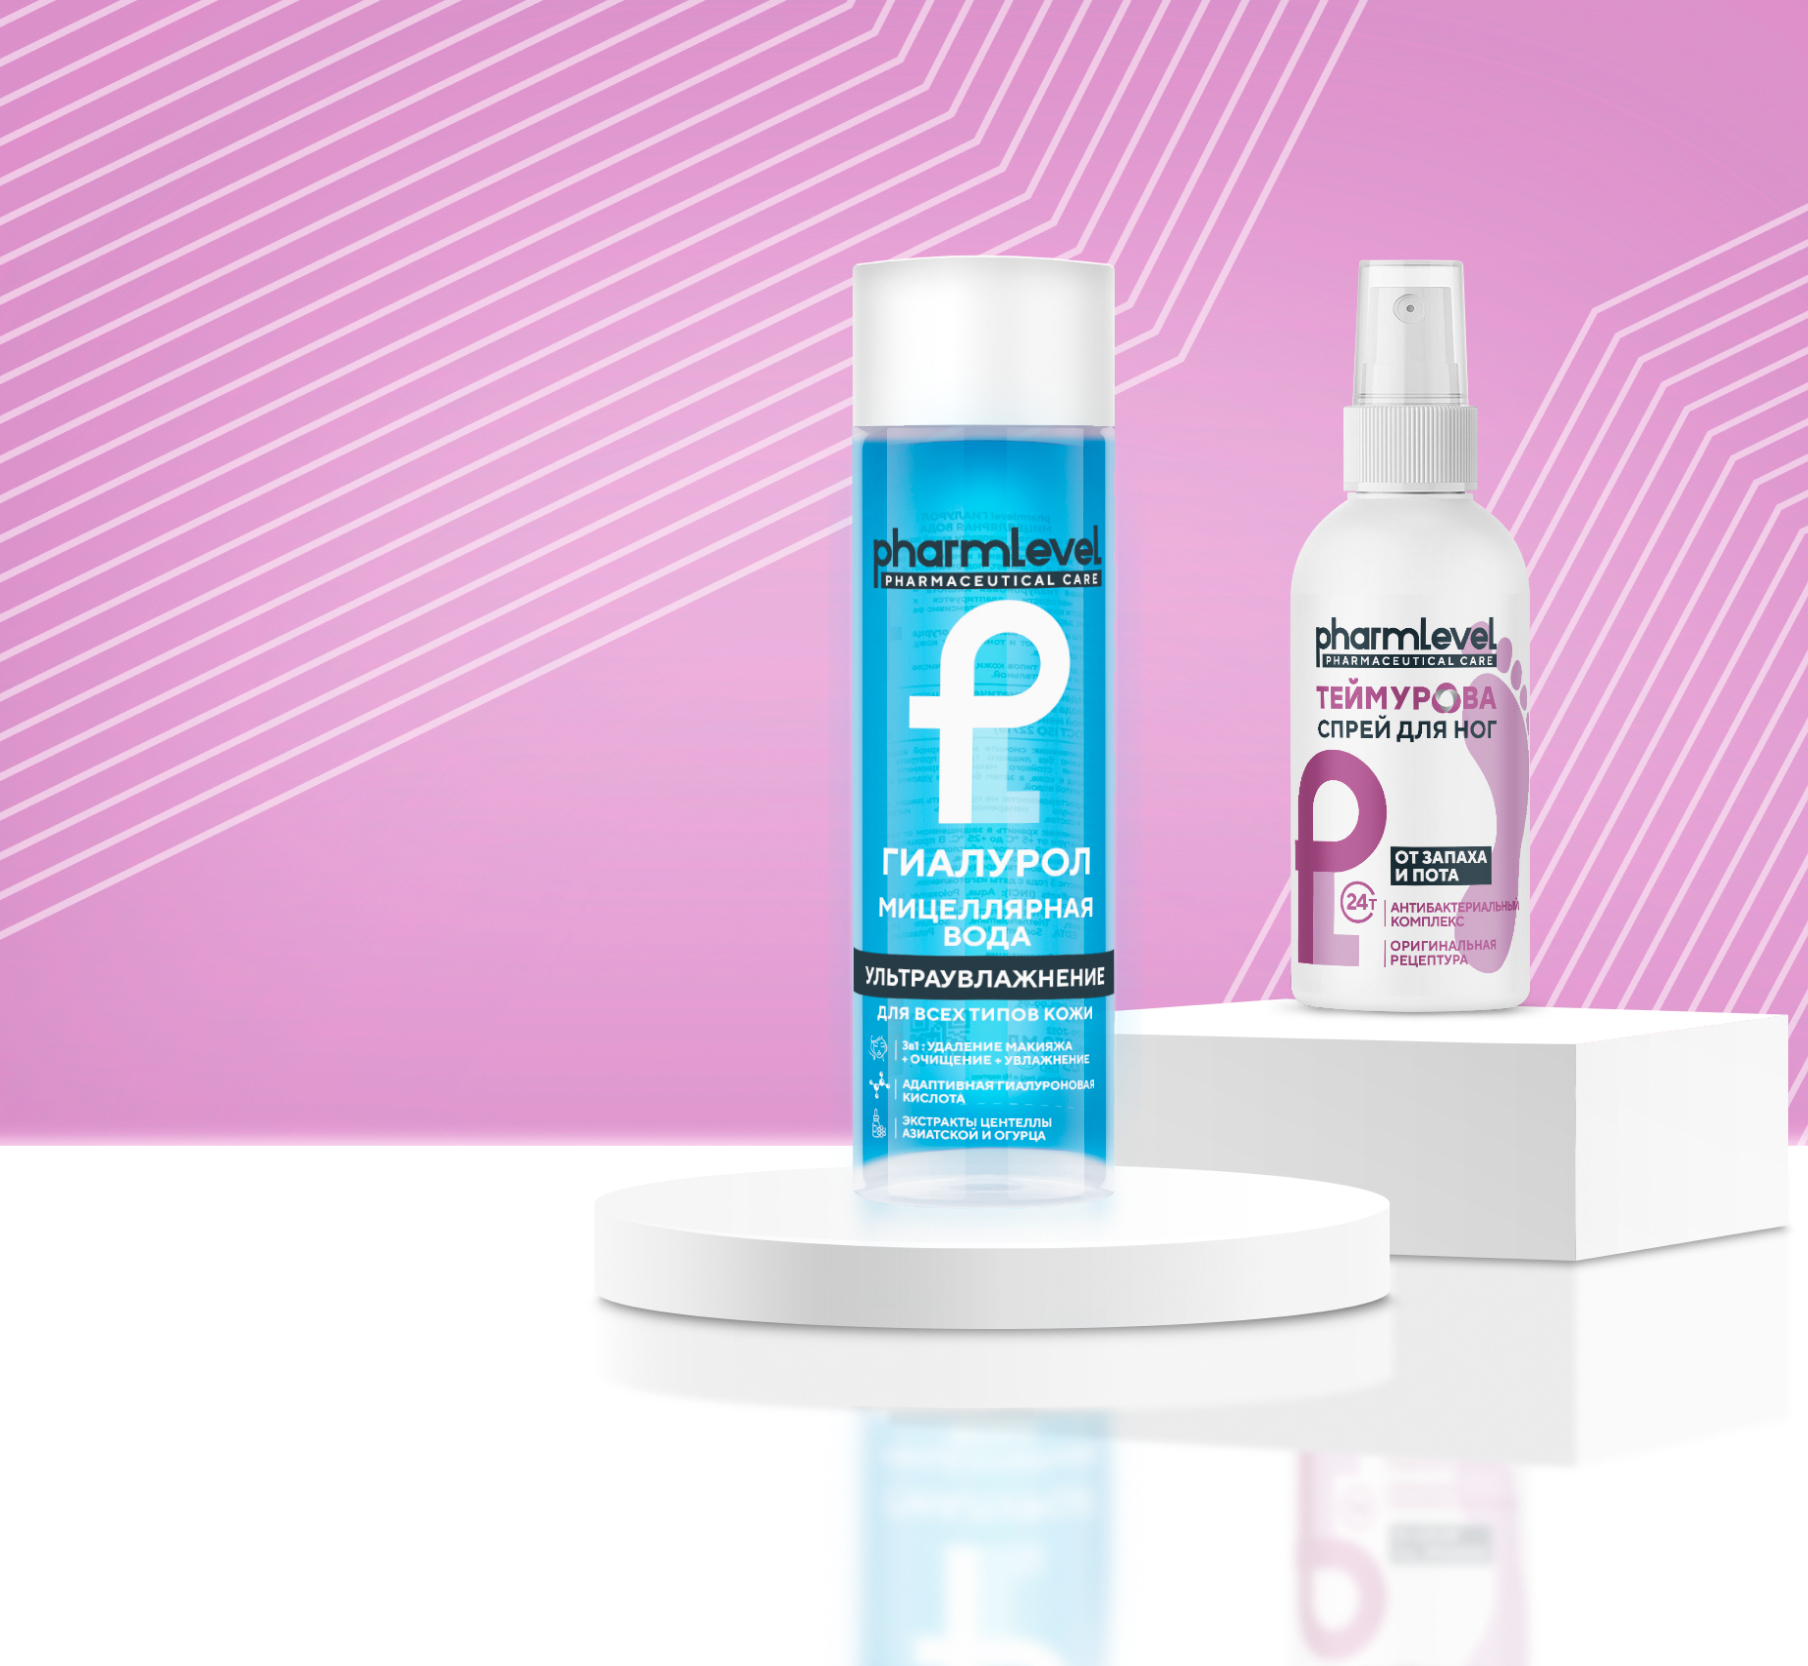 pharmLevel
PHARMACEUTICAL CARE
ГИАЛУРОЛ
МИЦЕЛЛЯРНАЯ
ВОДА
УЛЬТРАУВЛАЖНЕНИЕ
ДЛЯ ВСЕХ ТИПОВ КОЖИ
3в1: УДАЛЕНИЕ МАКИЯЖА
+ ОЧИЩЕНИЕ + УВЛАЖНЕНИЕ
АДАПТИВНАЯ ГИАЛУРОНОВАЯ
КИСЛОТА
ЭКСТРАКТЫ ЦЕНТЕЛЛЫ
АЗИАТСКОЙ И ОГУРЦА
pharmLevel
PHARMACEUTICAL CARE
ТЕЙМУРОВА
СПРЕЙ ДЛЯ НОГ
ОТ ЗАПАХА
И ПОТА
24т
АНТИБАКТЕРИАЛЬНЫЙ
КОМПЛЕКС
ОРИГИНАЛЬНАЯ
РЕЦЕПТУРА